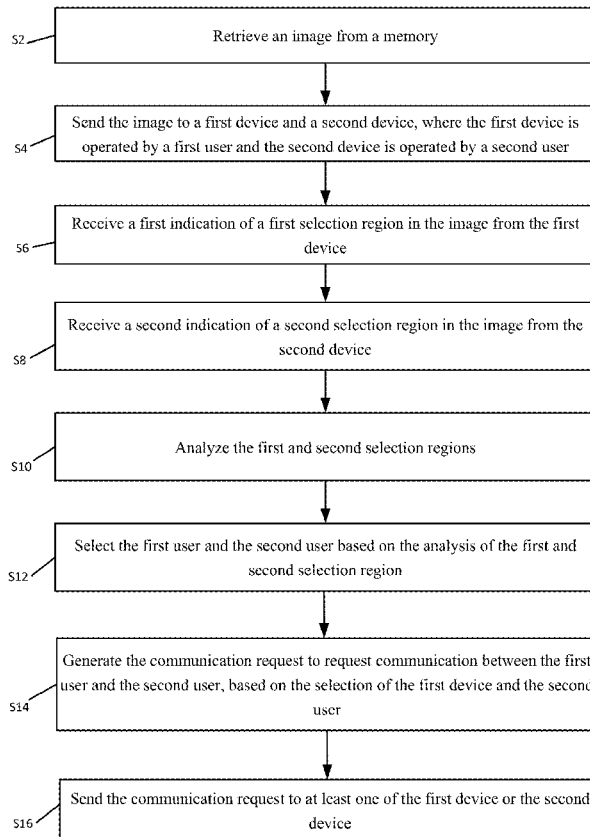 S2
Retrieve an image from a memory
S4
Send the image to a first device and a second device, where the first device is
operated by a first user and the second device is operated by a second user
S6
Receive a first indication of a first selection region in the image from the first
device
S8
Receive a second indication of a second selection region in the image from the
second device
S10
Analyze the first and second selection regions
S12
Select the first user and the second user based on the analysis of the first and
second selection region
S14
Generate the communication request to request communication between the first
user and the second user, based on the selection of the first device and the second
user
S16
Send the communication request to at least one of the first device or the second
device